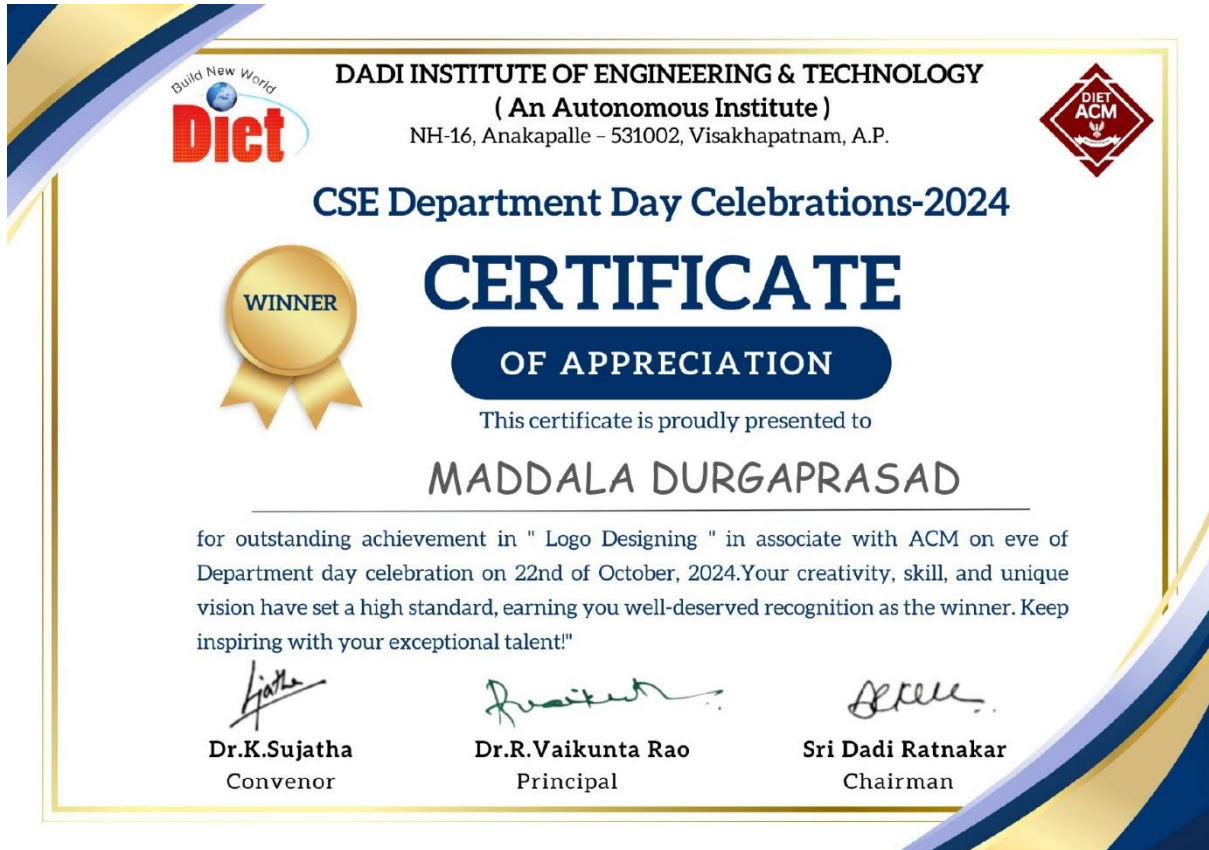 Build New World
Diet
DADI INSTITUTE OF ENGINEERING & TECHNOLOGY
( An Autonomous Institute )
NH-16, Anakapalle – 531002, Visakhapatnam, A.P.
DIET
ACM
CSE Department Day Celebrations-2024
WINNER
CERTIFICATE
OF APPRECIATION
This certificate is proudly presented to
MADDALA DURGAPRASAD
for outstanding achievement in " Logo Designing " in associate with ACM on eve of
Department day celebration on 22nd of October, 2024.Your creativity, skill, and unique
vision have set a high standard, earning you well-deserved recognition as the winner. Keep
inspiring with your exceptional talent!"
Dr.K.Sujatha
Convenor
Dr.R.Vaikunta Rao
Principal
Sri Dadi Ratnakar
Chairman